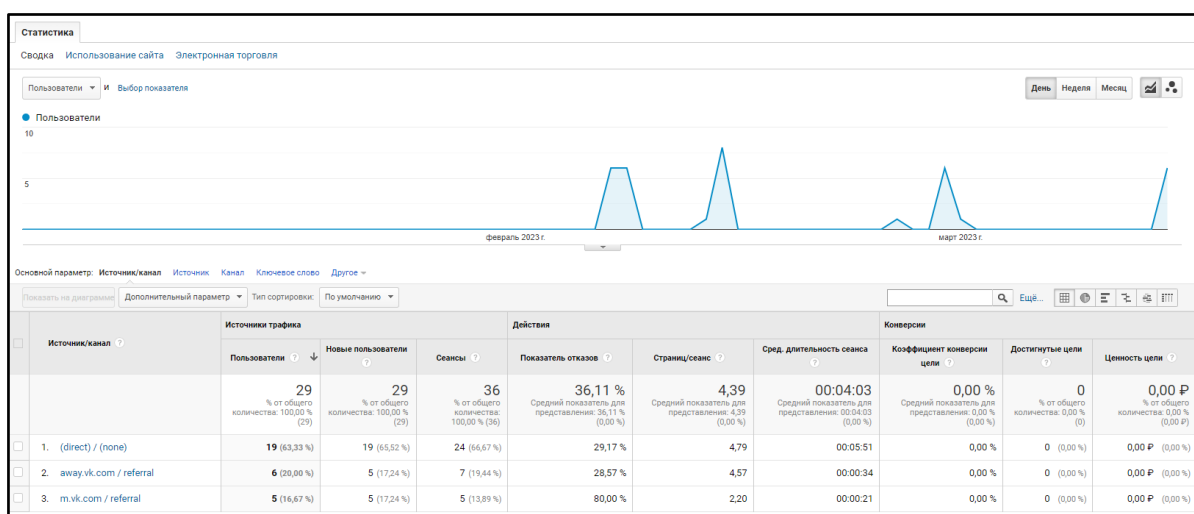 Статистика
Сводка Использование сайта Электронная торговля
Пользователи и Выбор показателя День Неделя Месяц
Пользователи
10
5
февраль 2023 г. март 2023 г.
Основной параметр: Источник/канал Источник Канал Ключевое слово Другое
Показать на диаграмме Дополнительный параметр Тип сортировки: По умолчанию Ещё...
Источник/канал ? Источники трафика Действия Конверсии
Пользователи ? Новые пользователи ? Сеансы ? Показатель отказов ? Страниц/сеанс ? Сред. длительность сеанса ? Коэффициент конверсии цели ? Достигнутые цели ? Ценность цели ?
29 29 36 36,11 % 4,39 00:04:03 0,00 % 0 0,00 ₽
% от общего количества: 100,00 % (29) % от общего количества: 100,00 % (29) % от общего количества: 100,00 % (36) Средний показатель для представления: 36,11 % (0,00 %) Средний показатель для представления: 4,39 (0,00 %) Средний показатель для представления: 00:04:03 (0,00 %) Средний показатель для представления: 0,00 % (0,00 %) % от общего количества: 0,00 % (0) % от общего количества: 0,00 % (0,00 ₽)
1. (direct) / (none) 19 (63,33 %) 19 (65,52 %) 24 (66,67 %) 29,17 % 4,79 00:05:51 0,00 % 0 (0,00 %) 0,00 ₽ (0,00 %)
2. away.vk.com / referral 6 (20,00 %) 5 (17,24 %) 7 (19,44 %) 28,57 % 4,57 00:00:34 0,00 % 0 (0,00 %) 0,00 ₽ (0,00 %)
3. m.vk.com / referral 5 (16,67 %) 5 (17,24 %) 5 (13,89 %) 80,00 % 2,20 00:00:21 0,00 % 0 (0,00 %) 0,00 ₽ (0,00 %)